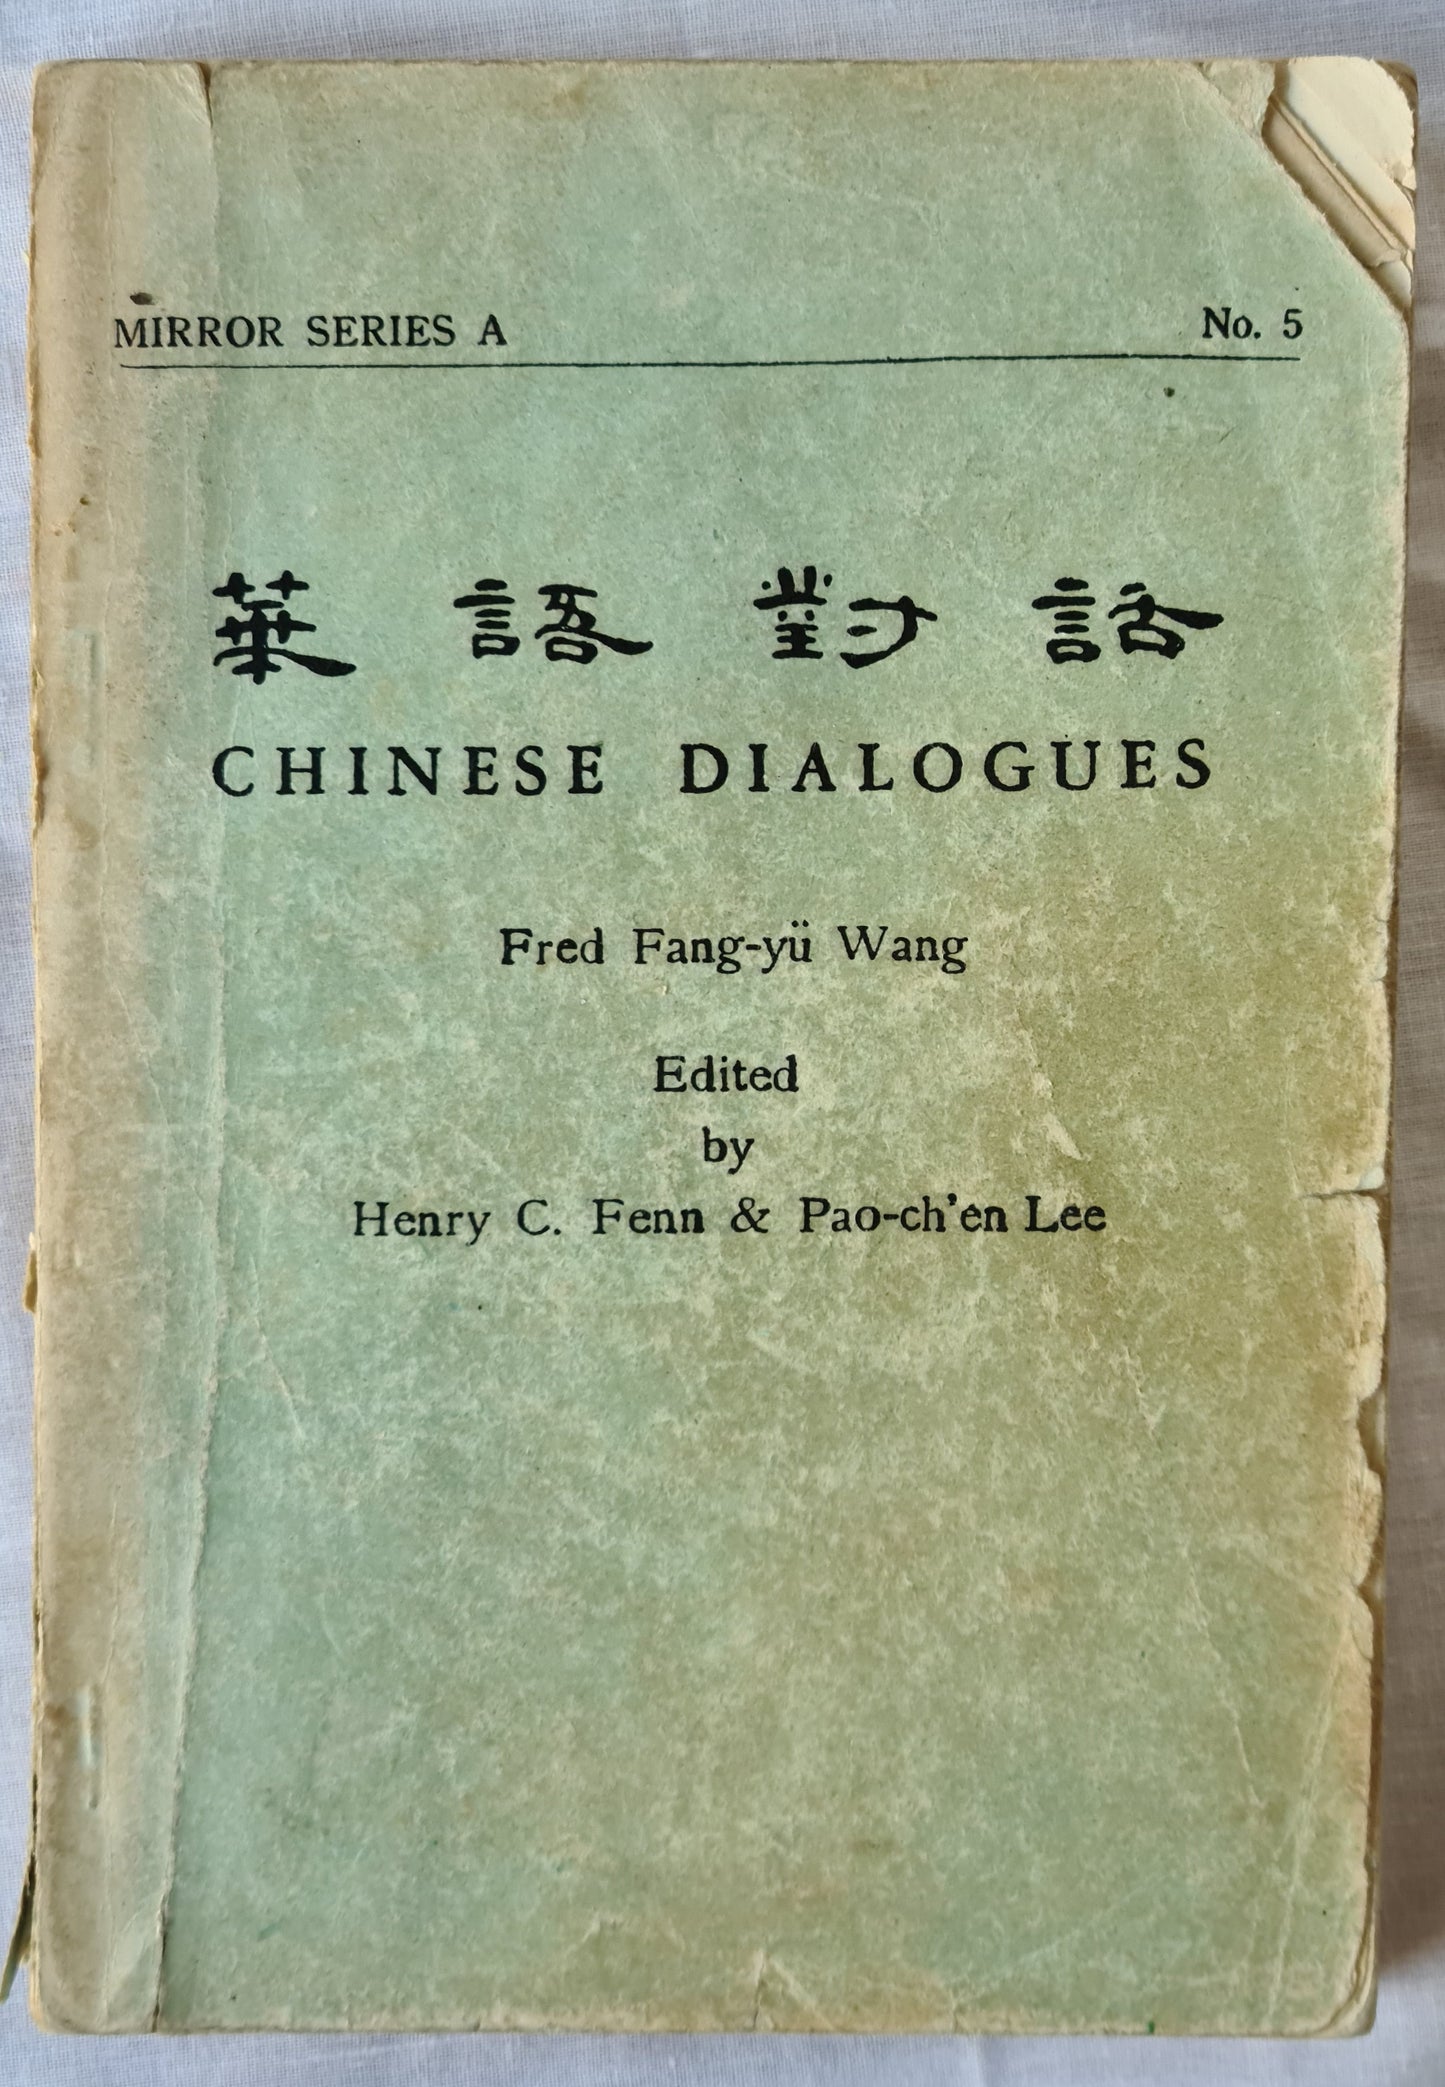 MIRROR SERIES A No. 5
華語對話
CHINESE DIALOGUES
Fred Fang-yü Wang
Edited
by
Henry C. Fenn & Pao-ch'en Lee